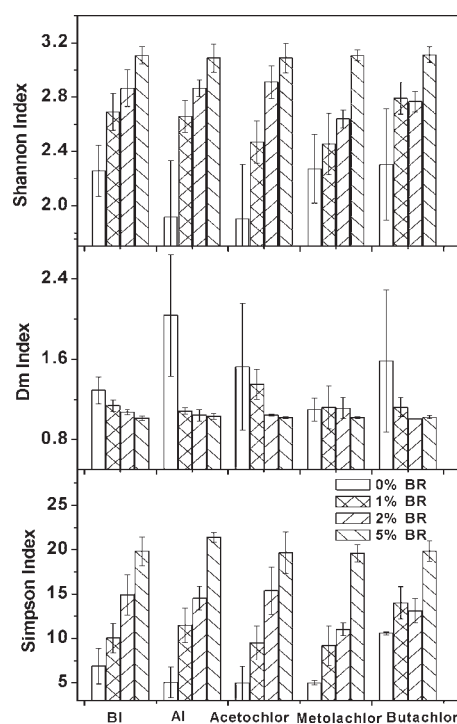 3.2
2.8
2.4
2.0
Shannon Index
2.4
1.6
0.8
Dm Index
0% BR
1% BR
2% BR
5% BR
25
20
15
10
5
Simpson Index
BI AI Acetochlor Metolachlor Butachlor